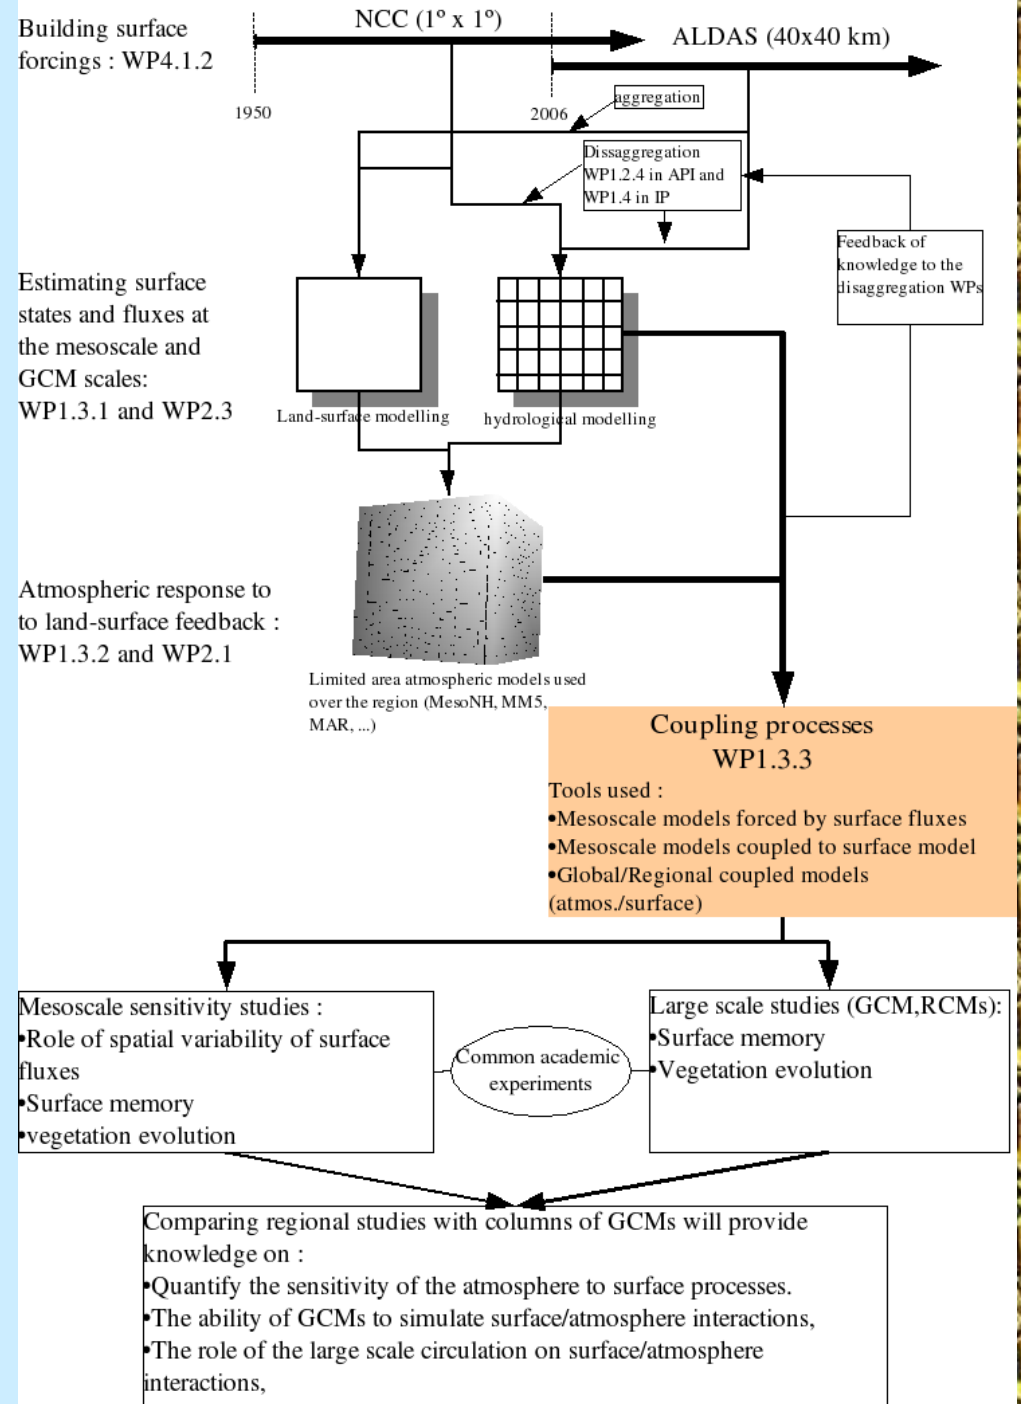 Building surface
forcings : WP4.1.2
NCC (1° x 1°)
ALDAS (40x40 km)
1950
2006
aggregation
Dissaggregation
WP1.2.4 in API and
WP1.4 in IP
Feedback of
knowledge to the
disaggregation WPs
Estimating surface
states and fluxes at
the mesoscale and
GCM scales:
WP1.3.1 and WP2.3
Land-surface modelling
hydrological modelling
Atmospheric response to
to land-surface feedback :
WP1.3.2 and WP2.1
Limited area atmospheric models used
over the region (MesoNH, MM5,
MAR, ...)
Coupling processes
WP1.3.3
Tools used :
•Mesoscale models forced by surface fluxes
•Mesoscale models coupled to surface model
•Global/Regional coupled models
(atmos./surface)
Mesoscale sensitivity studies :
•Role of spatial variability of surface
fluxes
•Surface memory
•vegetation evolution
Common academic
experiments
Large scale studies (GCM,RCMs):
•Surface memory
•Vegetation evolution
Comparing regional studies with columns of GCMs will provide
knowledge on :
•Quantify the sensitivity of the atmosphere to surface processes.
•The ability of GCMs to simulate surface/atmosphere interactions,
•The role of the large scale circulation on surface/atmosphere
interactions,